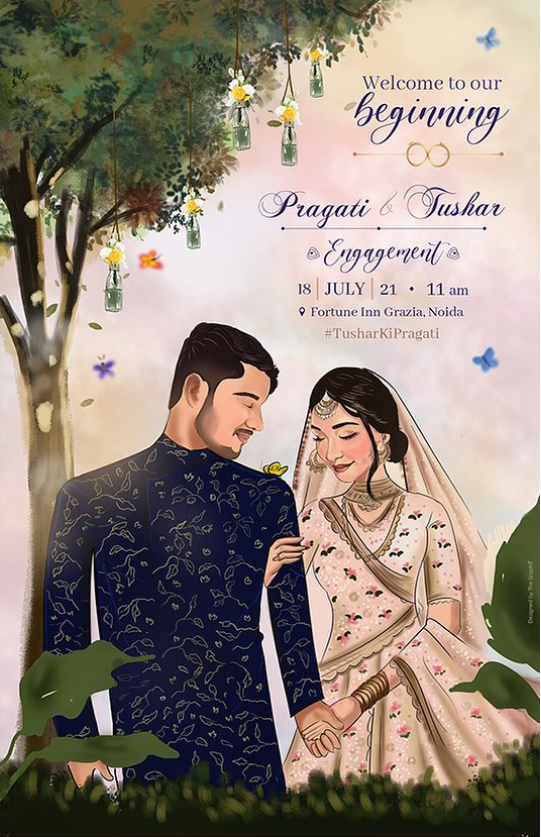 Welcome to our
beginning
Pragati & Tushar
Engagement
18 | JULY | 21 • 11 am
Fortune Inn Grazia, Noida
#TusharKiPragati